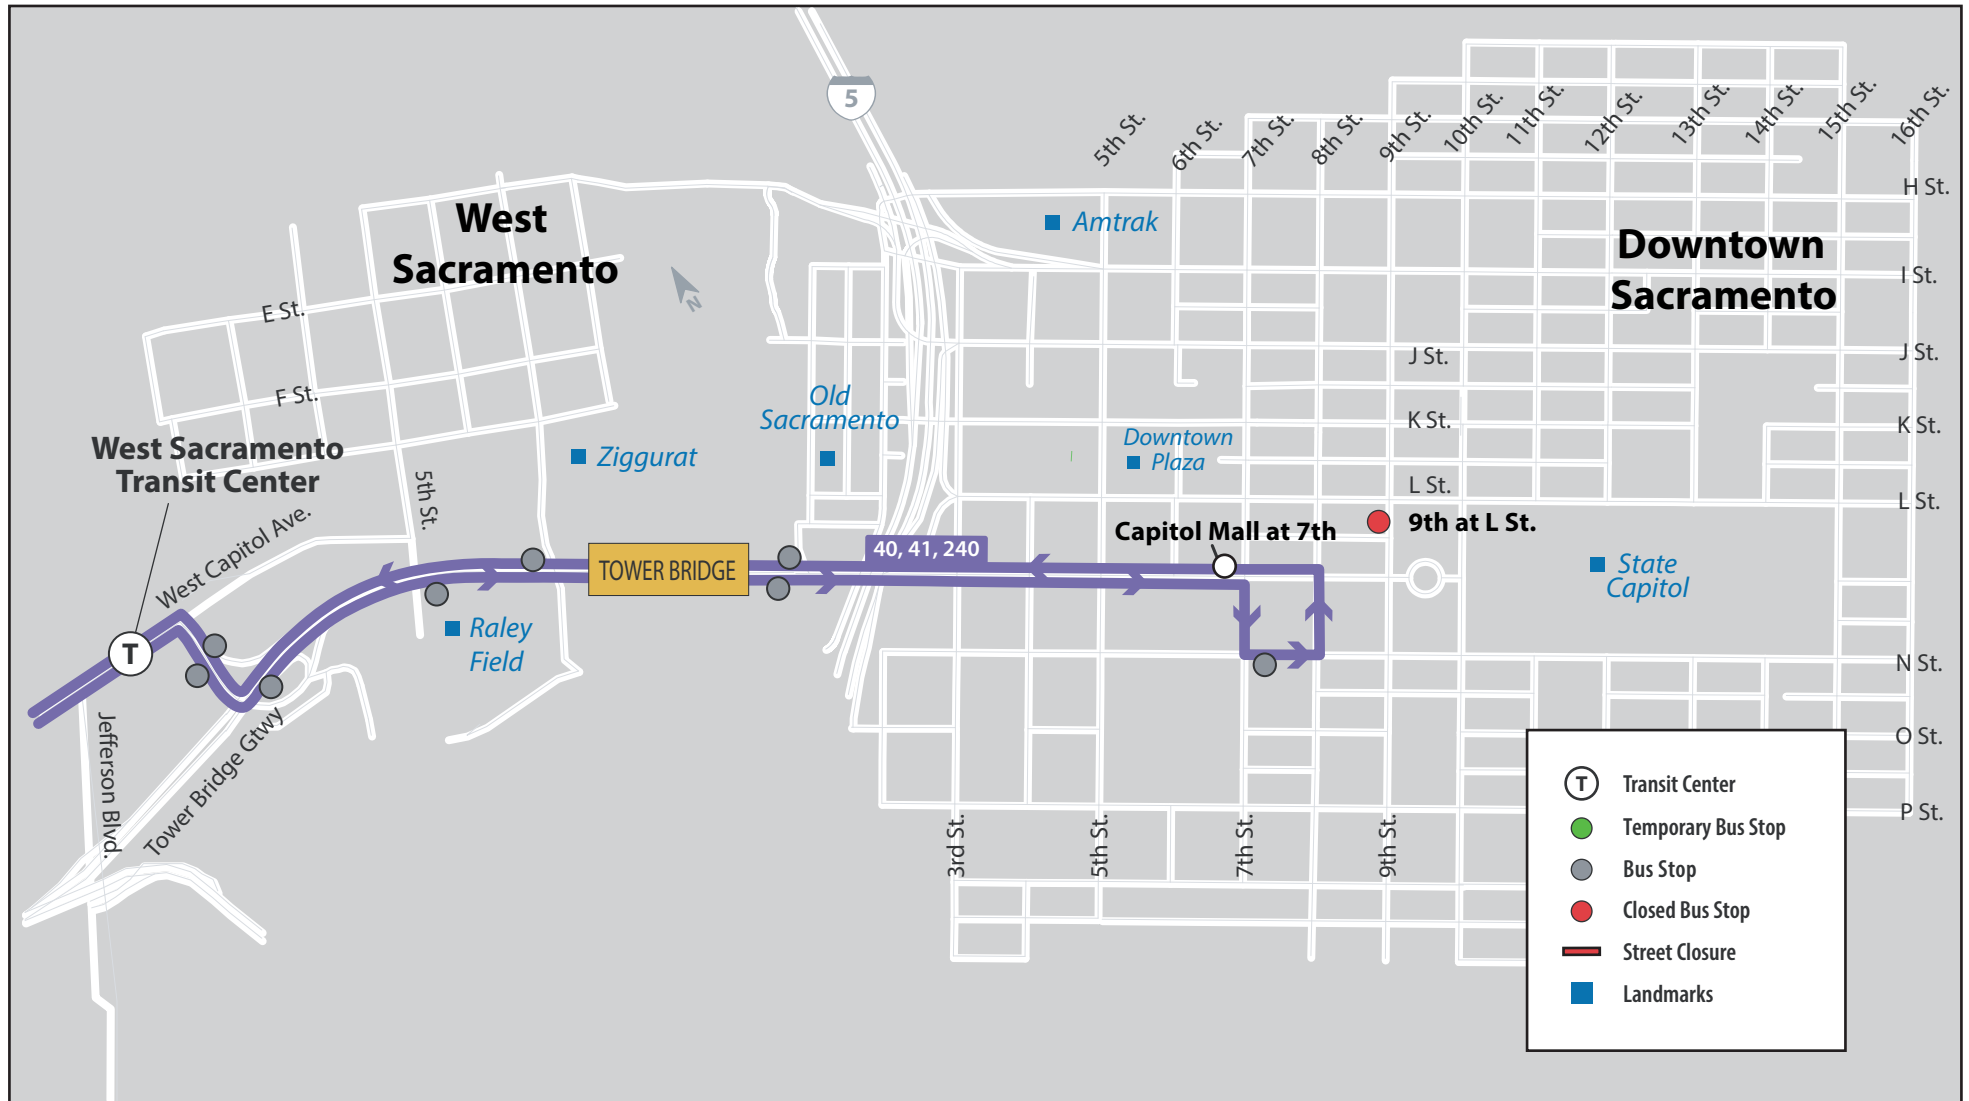 5
5th St.
6th St.
7th St.
8th St.
9th St.
10th St.
11th St.
12th St.
13th St.
14th St.
15th St.
16th St.
H St.
West
Sacramento
Amtrak
Downtown
Sacramento
I St.
N
E St.
J St.
J St.
F St.
Old
Sacramento
K St.
K St.
West Sacramento
Transit Center
Ziggurat
Downtown
Plaza
5th St.
L St.
L St.
West Capitol Ave.
Capitol Mall at 7th
9th at L St.
40, 41, 240
TOWER BRIDGE
State
Capitol
T
Raley
Field
N St.
Jefferson Blvd.
Tower Bridge Gtwy
O St.
P St.
3rd St.
5th St.
7th St.
9th St.
T
Transit Center
Temporary Bus Stop
Bus Stop
Closed Bus Stop
Street Closure
Landmarks